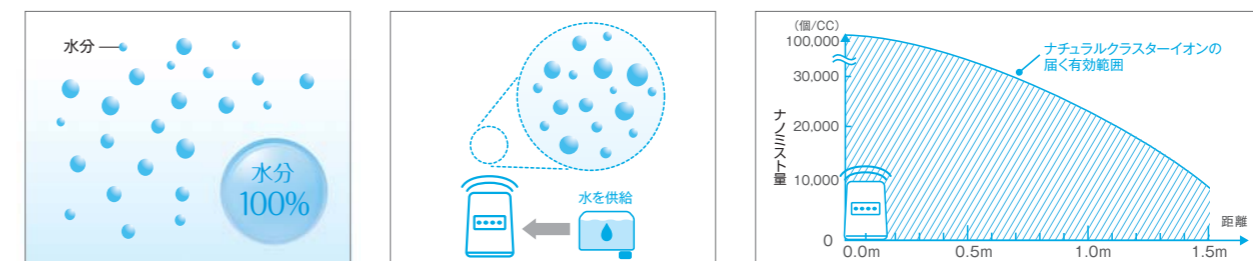 水分
水分
100%
水を供給
(個/CC)
100,000
30,000
20,000
10,000
0
ナノミスト量
ナチュラルクラスターイオンの
届く有効範囲
距離
0.0m
0.5m
1.0m
1.5m